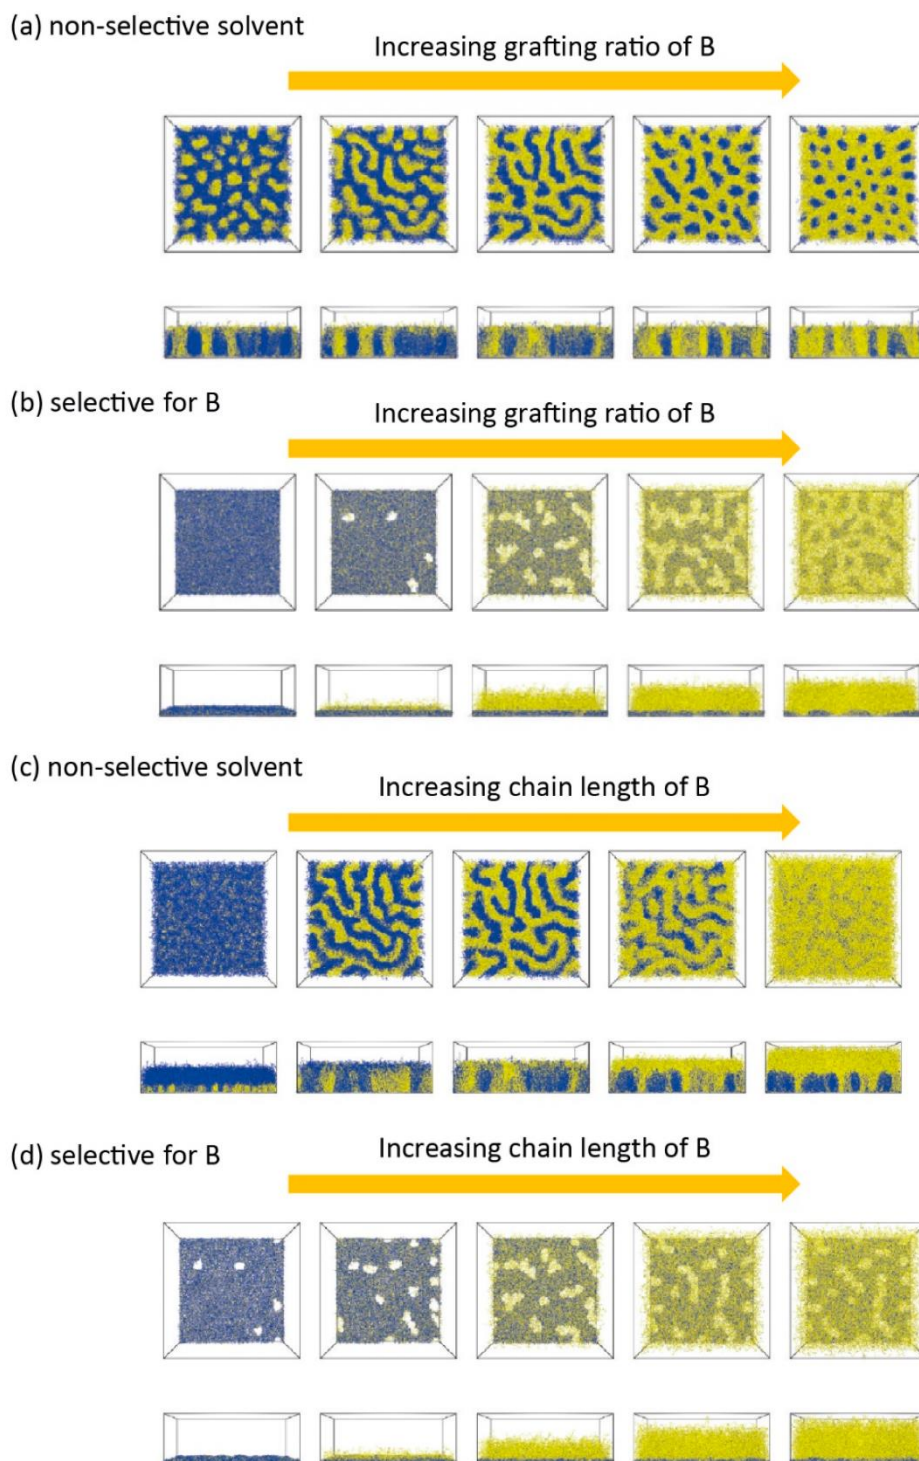 (a) non-selective solvent
Increasing grafting ratio of B
(b) selective for B
Increasing grafting ratio of B
(c) non-selective solvent
Increasing chain length of B
(d) selective for B
Increasing chain length of B